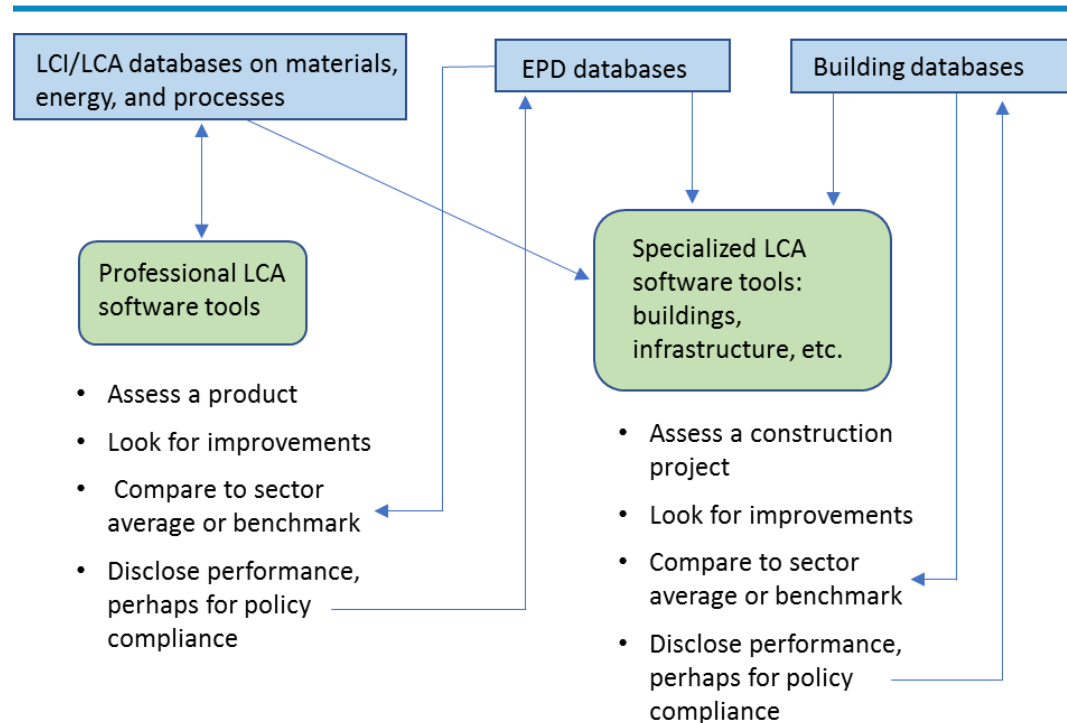 LCI/LCA databases on materials,
energy, and processes
EPD databases
Building databases
Professional LCA
software tools
Specialized LCA
software tools:
buildings,
infrastructure, etc.
• Assess a product
• Look for improvements
• Compare to sector
average or benchmark
• Disclose performance,
perhaps for policy
compliance
• Assess a construction
project
• Look for improvements
• Compare to sector
average or benchmark
• Disclose performance,
perhaps for policy
compliance